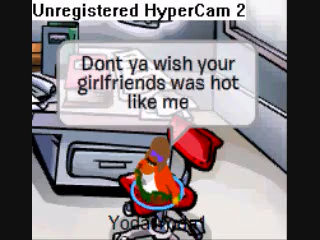 Unregistered HyperCam 2
Dont ya wish your
girlfriends was hot
like me